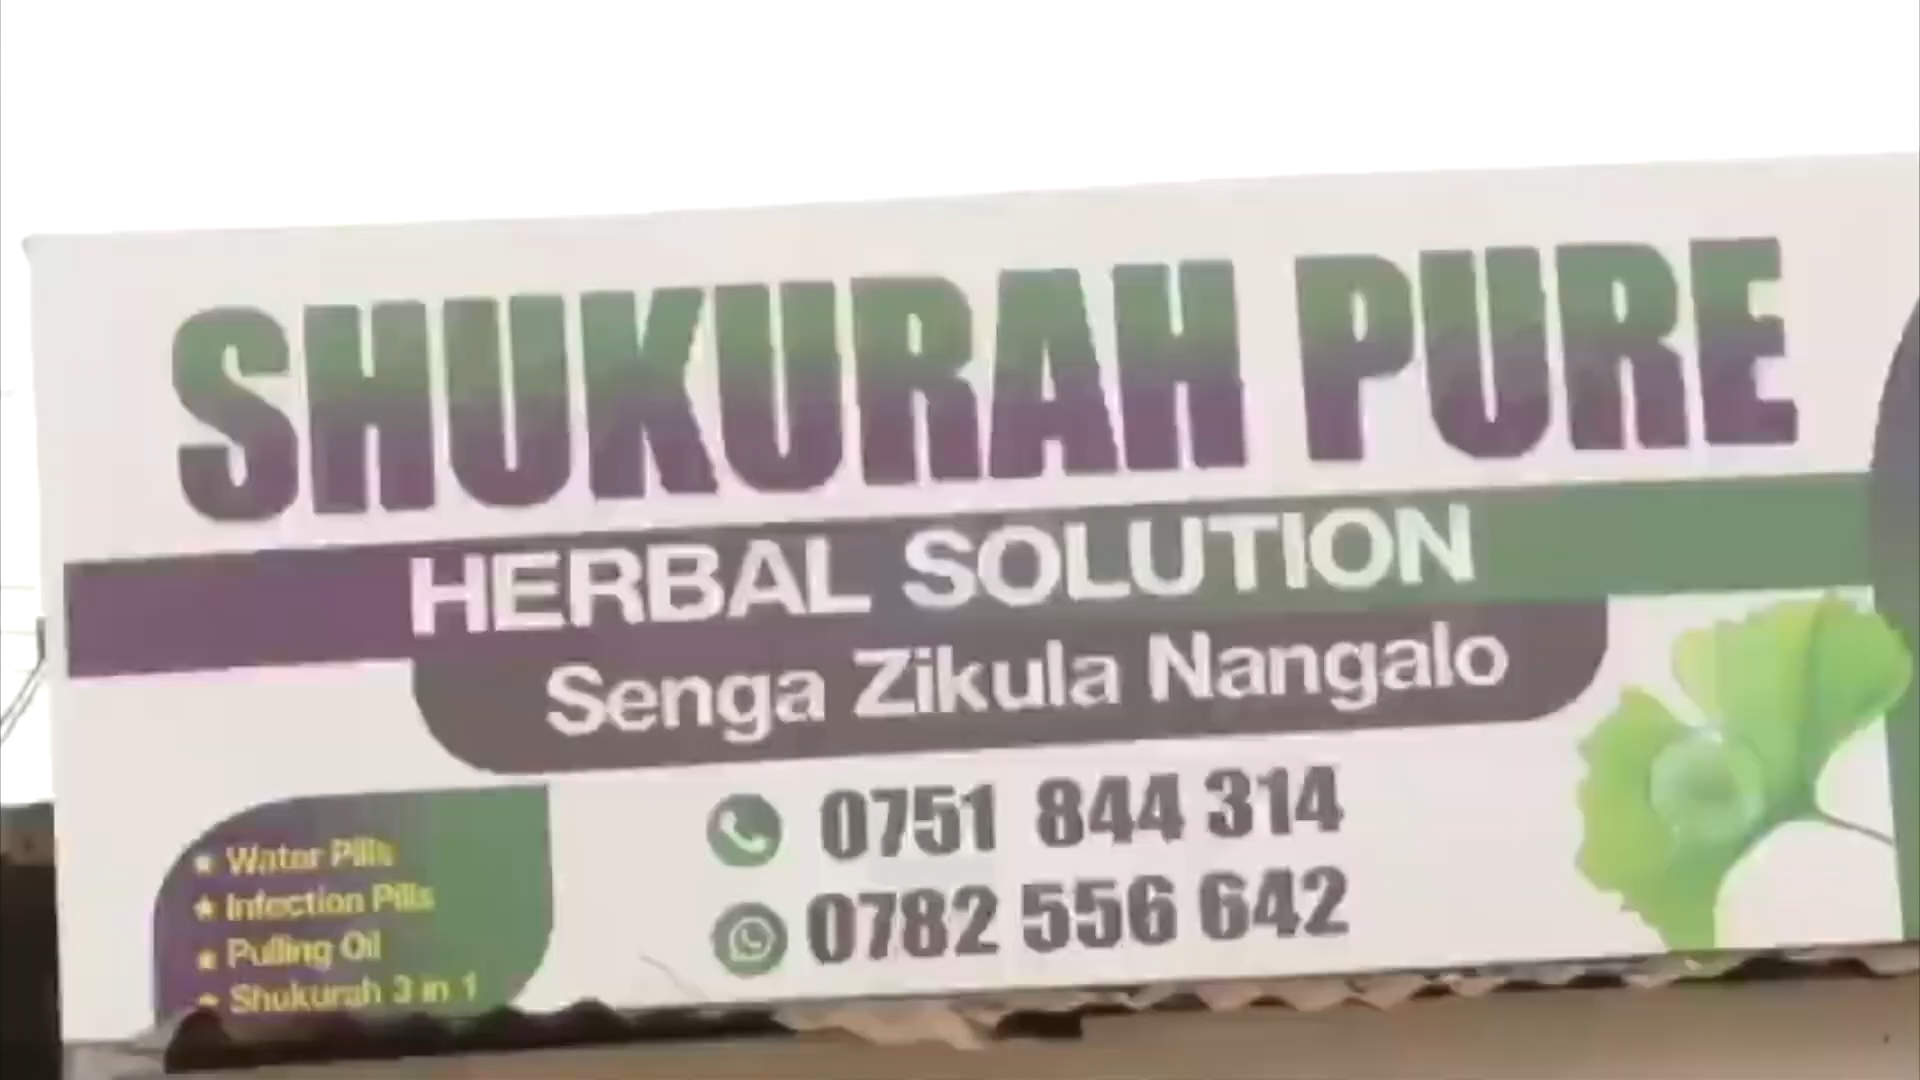 SHUKURAH PURE
HERBAL SOLUTION
Senga Zikula Nangalo
0751 844 314
0782 556 642
Water Pills
Infection Pills
Pulling Oil
Shukurah 3 in 1